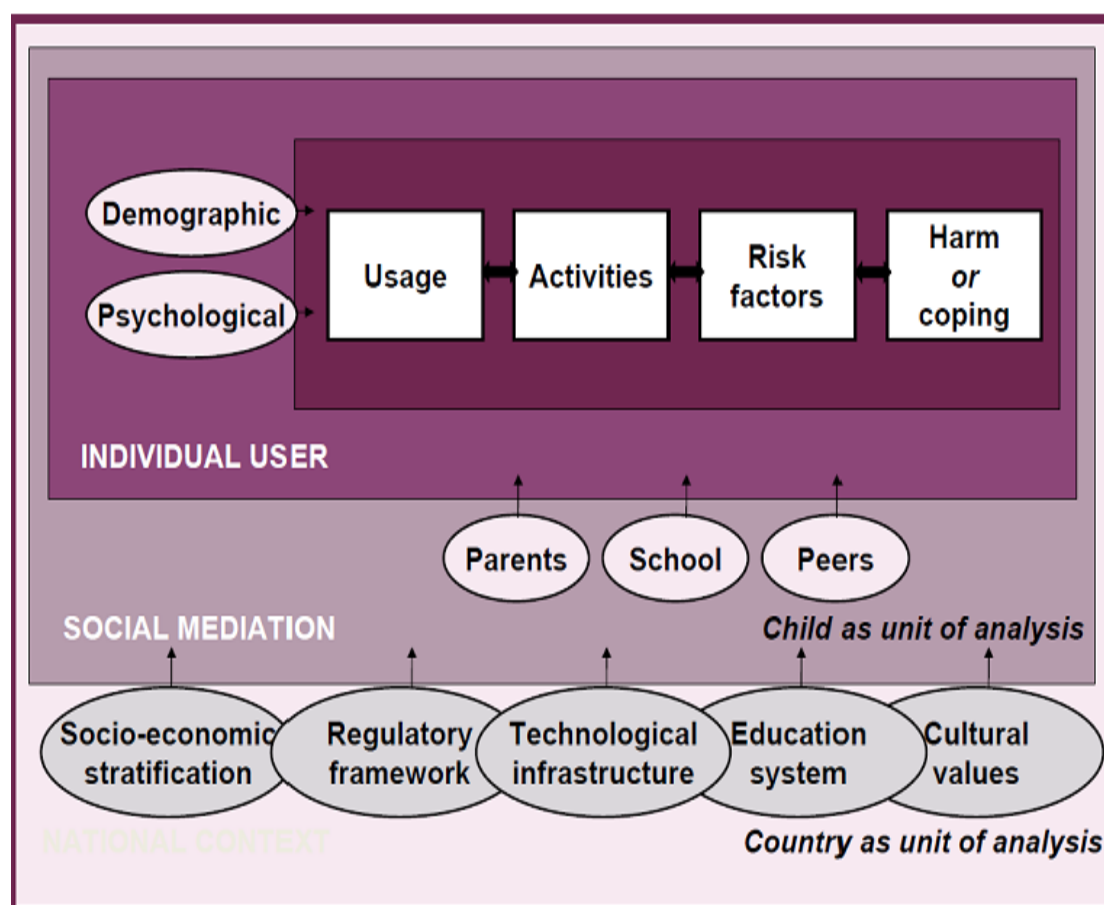 Demographic
Psychological
Usage
Activities
Risk
factors
Harm
or
coping
INDIVIDUAL USER
Parents
School
Peers
SOCIAL MEDIATION
Child as unit of analysis
Socio-economic
stratification
Regulatory
framework
Technological
infrastructure
Education
system
Cultural
values
NATIONAL CONTEXT
Country as unit of analysis